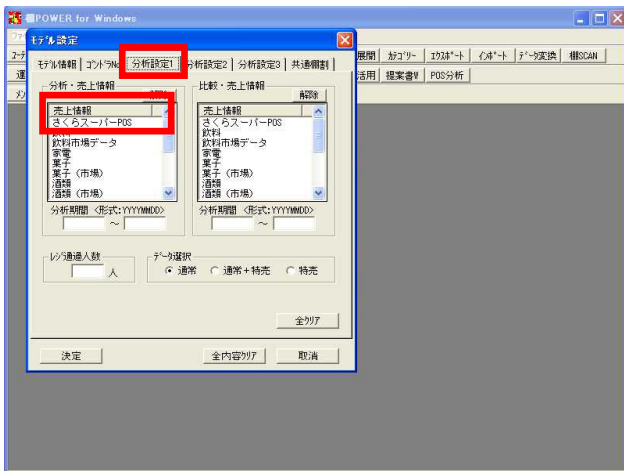 棚POWER for Windows
モデル設定
モデル情報 ゴンドラNo 分析設定1 分析設定2 分析設定3 共通棚割
展開 カテゴリー エクスポート インポート データ変換 棚SCAN
活用 提案書V POS分析
分析・売上情報
解除
売上情報
さくらスーパーPOS
飲料
飲料市場データ
家電
菓子
菓子（市場）
酒類
酒類（市場）
分析期間 <形式:YYYYMMDD>
～
比較・売上情報
解除
売上情報
さくらスーパーPOS
飲料
飲料市場データ
家電
菓子
菓子（市場）
酒類
酒類（市場）
分析期間 <形式:YYYYMMDD>
～
レジ通過人数
人
データ選択
通常 通常+特売 特売
全クリア
決定 全内容クリア 取消